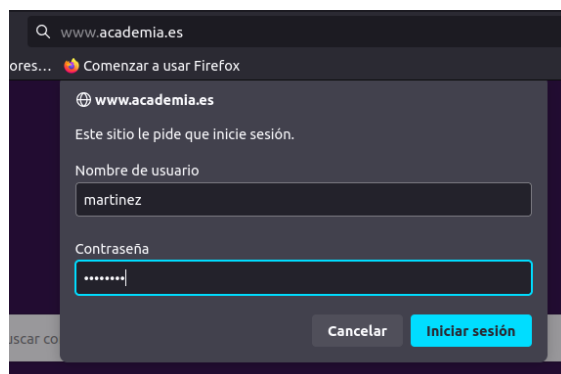 www.academia.es
ores... Comenzar a usar Firefox
www.academia.es
Este sitio le pide que inicie sesión.
Nombre de usuario
martinez
Contraseña
••••••••
Cancelar Iniciar sesión
uscar co